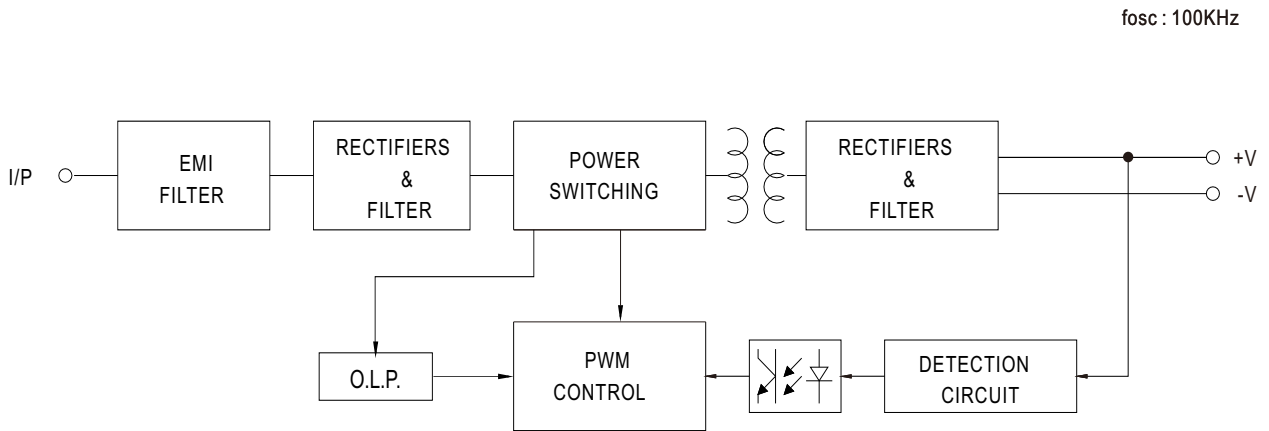 fosc : 100KHz
I/P
EMI
FILTER
RECTIFIERS
&
FILTER
POWER
SWITCHING
RECTIFIERS
&
FILTER
+V
-V
O.L.P.
PWM
CONTROL
DETECTION
CIRCUIT